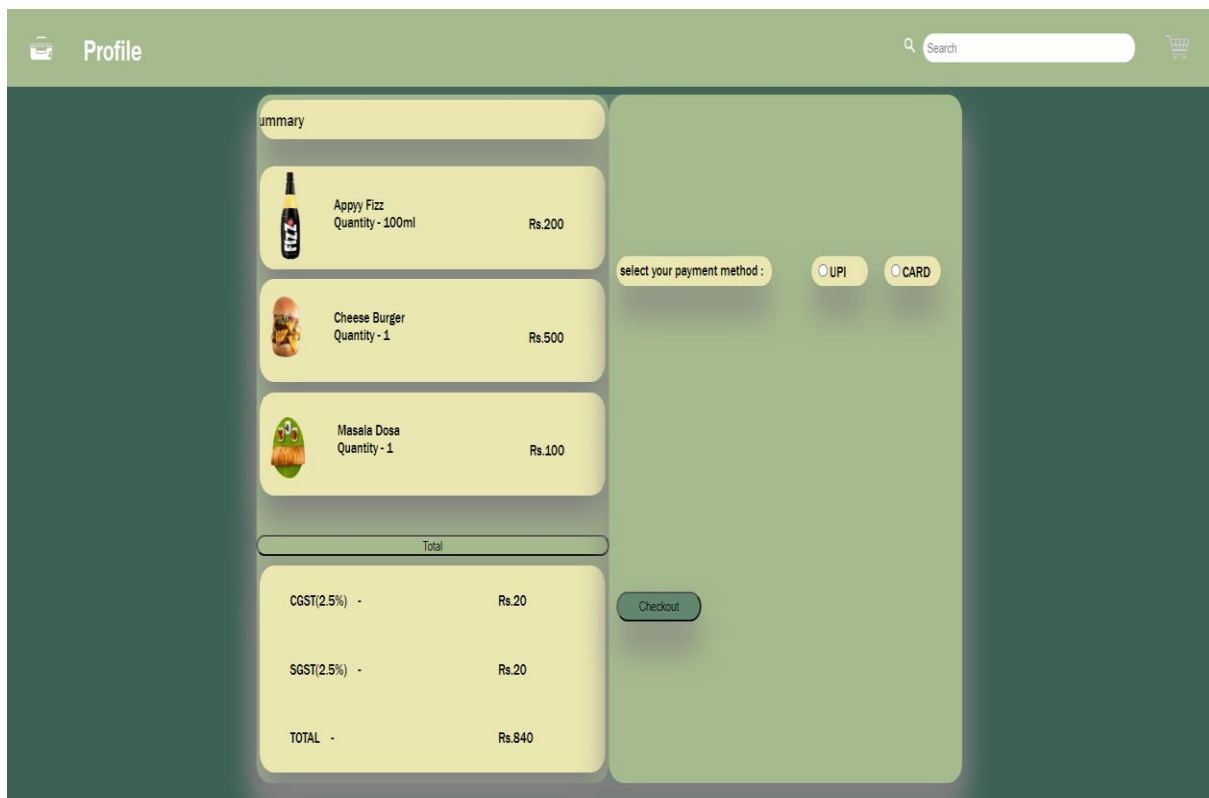 Profile
Search
ummary
Appyy Fizz
Quantity - 100ml
Rs.200
FIZZ
Cheese Burger
Quantity - 1
Rs.500
Masala Dosa
Quantity - 1
Rs.100
select your payment method :
UPI
CARD
Total
CGST(2.5%) -
Rs.20
SGST(2.5%) -
Rs.20
TOTAL -
Rs.840
Checkout